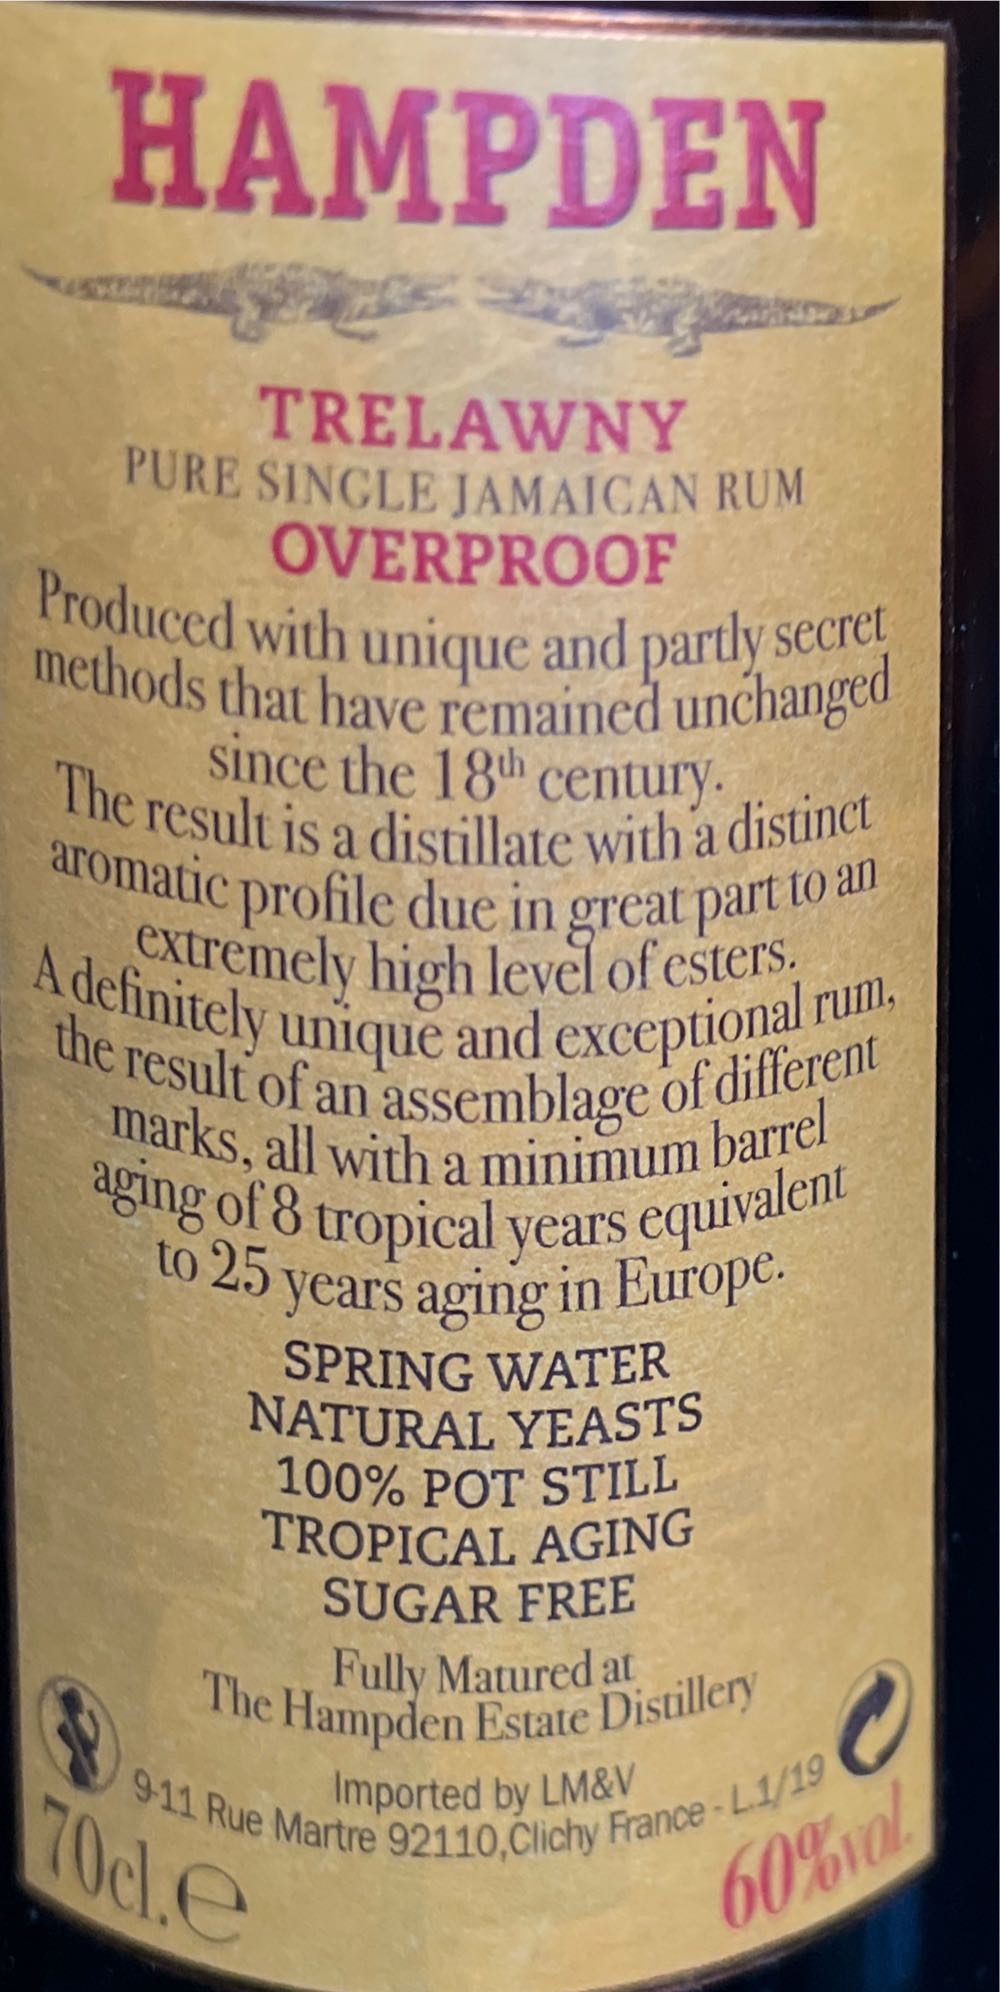 HAMPDEN
TRELAWNY
PURE SINGLE JAMAICAN RUM
OVERPROOF
Produced with unique and partly secret
methods that have remained unchanged
since the 18th century.
The result is a distillate with a distinct
aromatic profile due in great part to an
extremely high level of esters.
A definitely unique and exceptional rum,
the result of an assemblage of different
marks, all with a minimum barrel
aging of 8 tropical years equivalent
to 25 years aging in Europe.
SPRING WATER
NATURAL YEASTS
100% POT STILL
TROPICAL AGING
SUGAR FREE
Fully Matured at
The Hampden Estate Distillery
Imported by LM&V
9-11 Rue Martre 92110,Clichy France - L.1/19
70cl.e
60%vol.